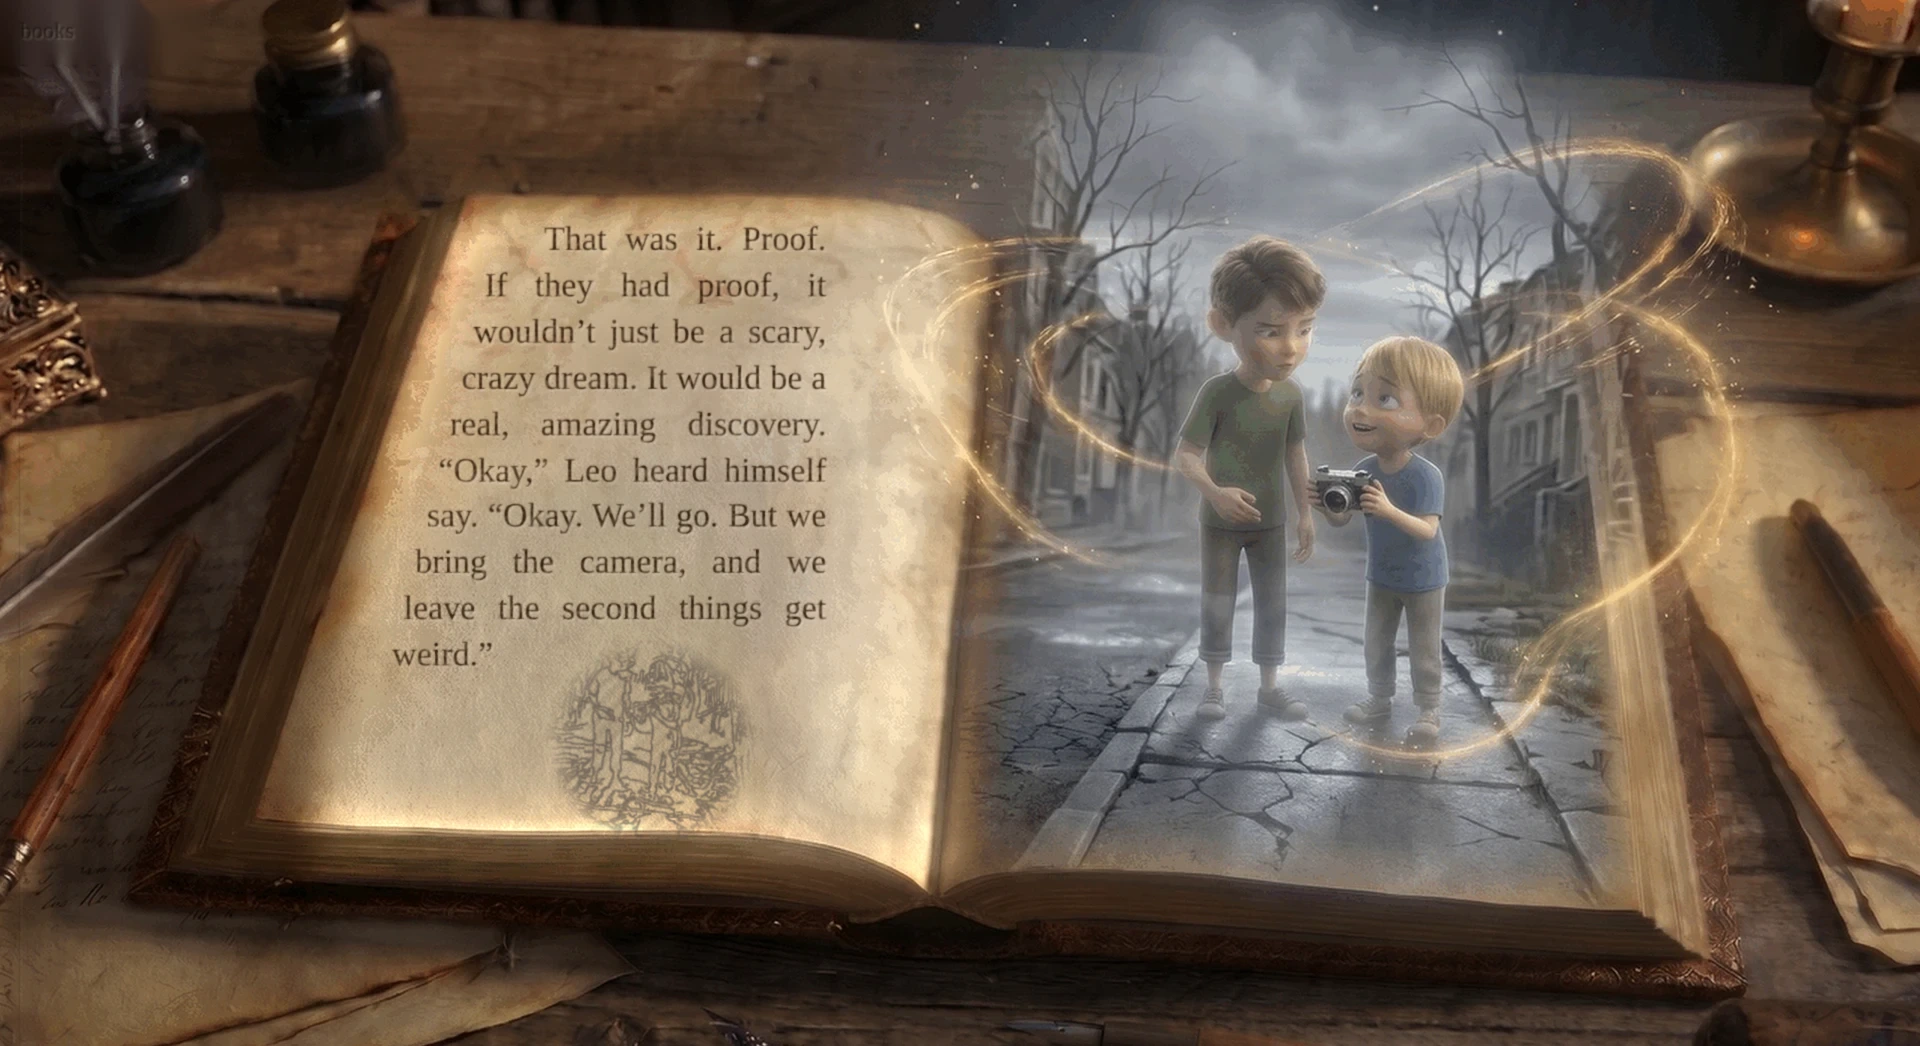 books
That was it. Proof.
If they had proof, it
wouldn’t just be a scary,
crazy dream. It would be a
real, amazing discovery.
“Okay,” Leo heard himself
say. “Okay. We’ll go. But we
bring the camera, and we
leave the second things get
weird.”